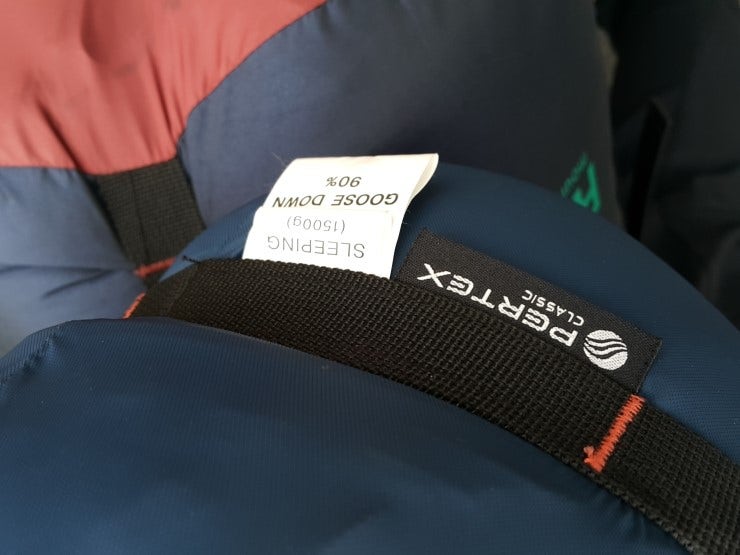 SLEEPING
(1500g)
GOOSE DOWN
90%
PERTEX
CLASSIC